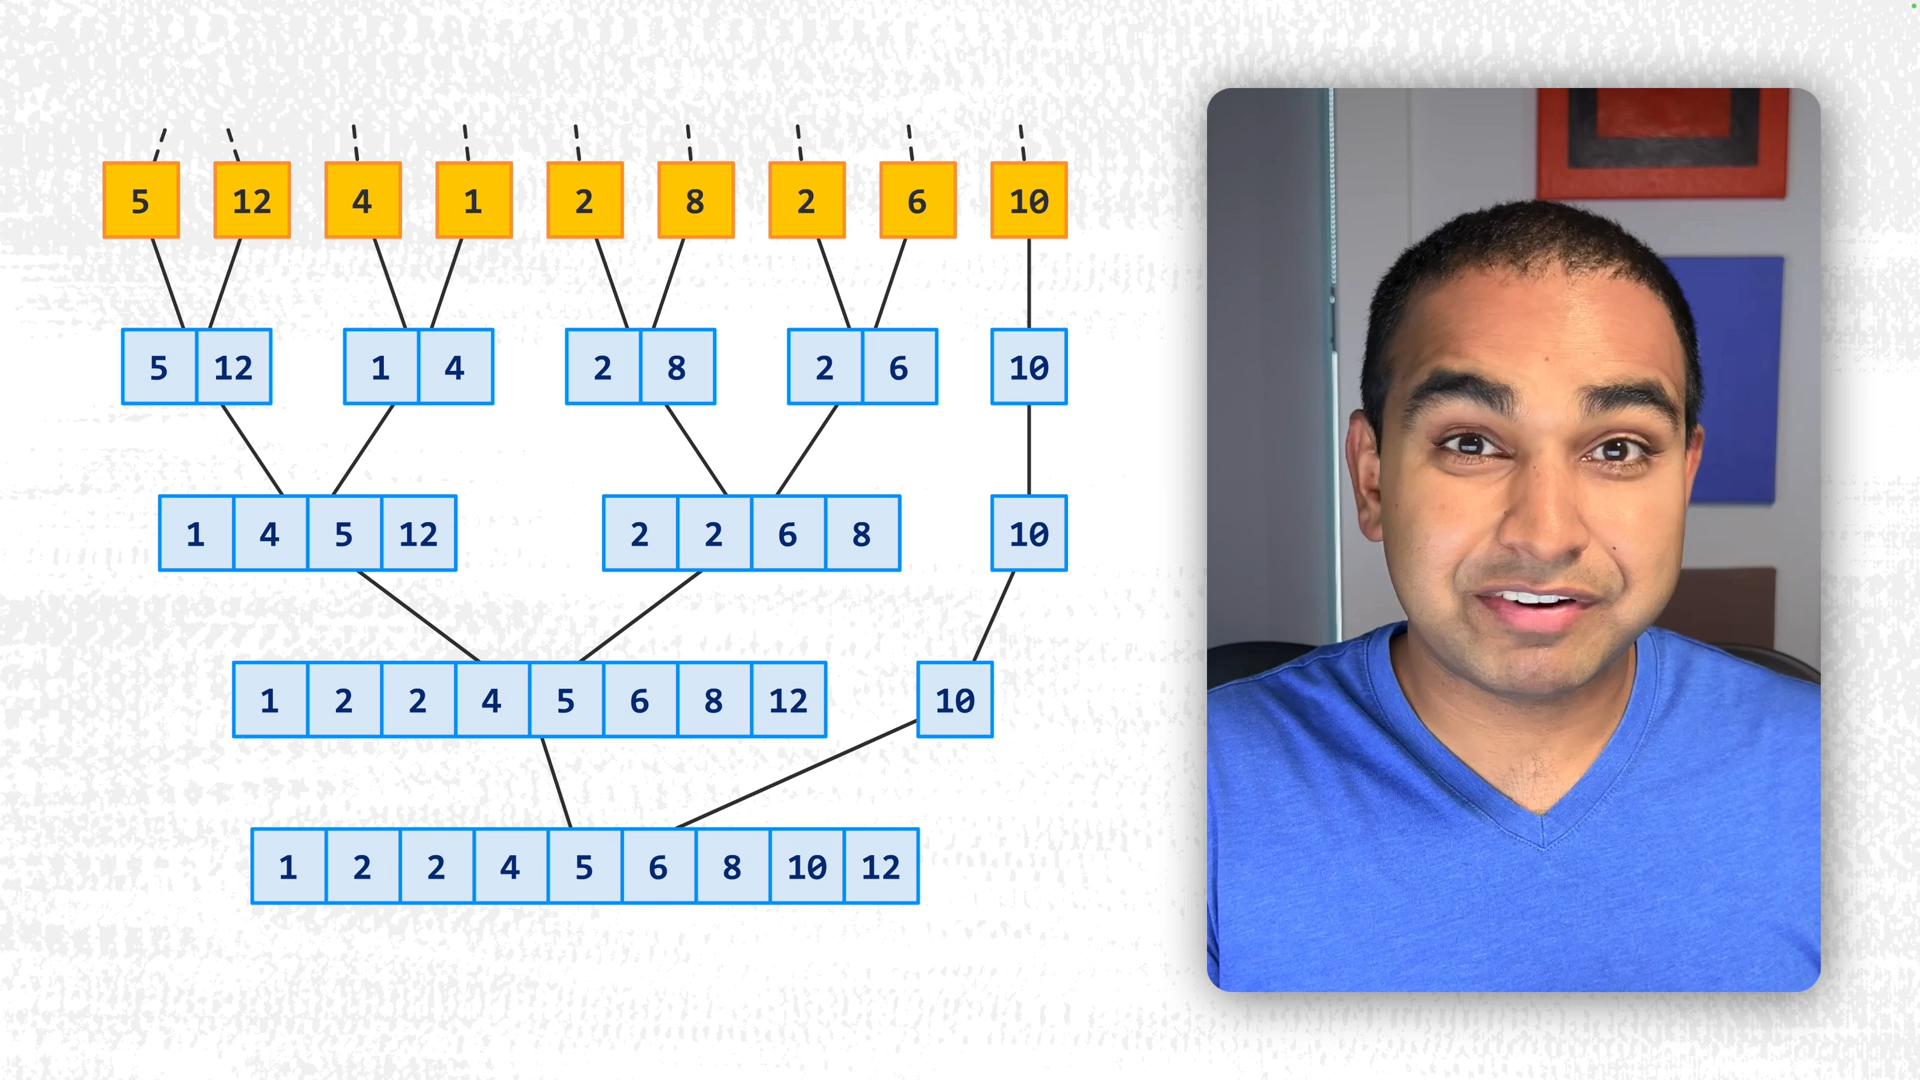 5 12 4 1 2 8 2 6 10
5 12 1 4 2 8 2 6 10
1 4 5 12 2 2 6 8 10
1 2 2 4 5 6 8 12 10
1 2 2 4 5 6 8 10 12